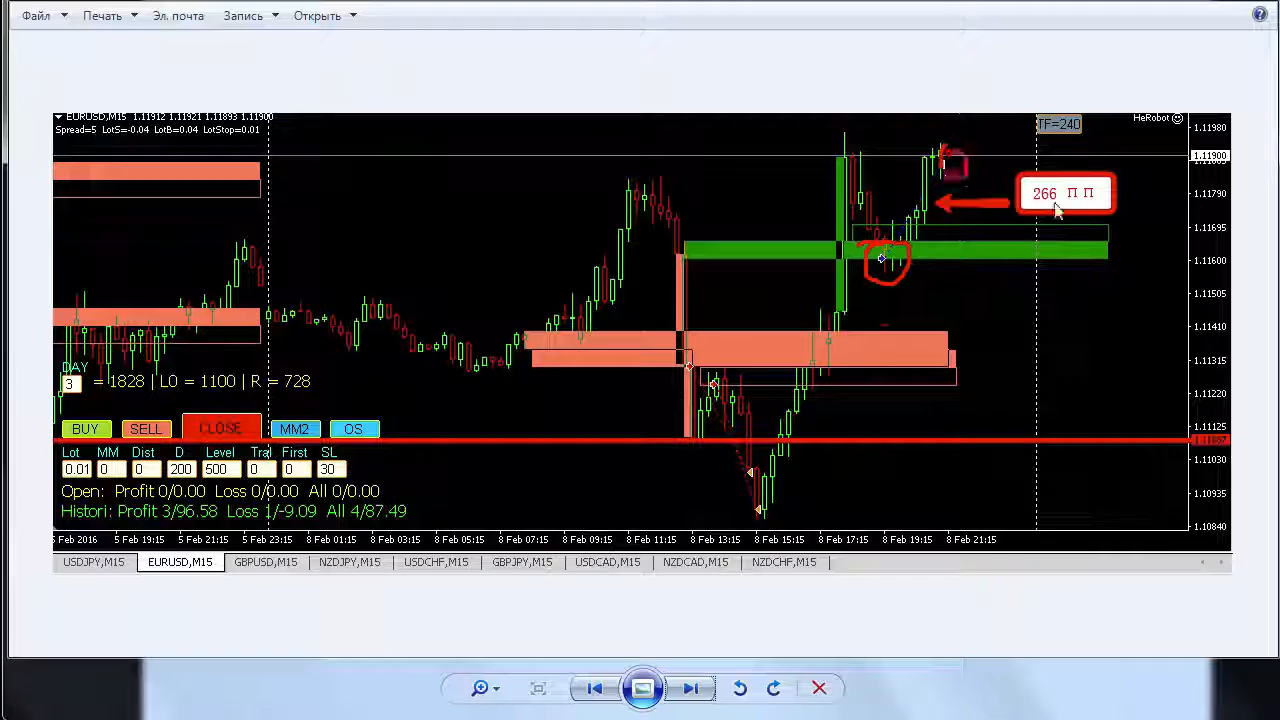 Файл Печать Эл. почта Запись Открыть
EURUSD,M15 1.11912 1.11921 1.11893 1.11900
Spread=5 LotS=-0.04 LotB=0.04 LotStop=0.01
TF=240
HeRobot
1.11980
1.11900
1.11790
1.11695
1.11600
1.11505
1.11410
1.11315
1.11220
1.11125
1.11030
1.10935
1.10840
266 П П
DAY
3 = 1828 | LO = 1100 | R = 728
BUY SELL CLOSE MM2 OS
Lot MM Dist D Level Tral First SL
0.01 0 0 200 500 0 0 30
Open: Profit 0/0.00 Loss 0/0.00 All 0/0.00
Histori: Profit 3/96.58 Loss 1/-9.09 All 4/87.49
5 Feb 2016 5 Feb 19:15 5 Feb 21:15 5 Feb 23:15 8 Feb 01:15 8 Feb 03:15 8 Feb 05:15 8 Feb 07:15 8 Feb 09:15 8 Feb 11:15 8 Feb 13:15 8 Feb 15:15 8 Feb 17:15 8 Feb 19:15 8 Feb 21:15
USDJPY,M15 EURUSD,M15 GBPUSD,M15 NZDJPY,M15 USDCHF,M15 GBPJPY,M15 USDCAD,M15 NZDCAD,M15 NZDCHF,M15